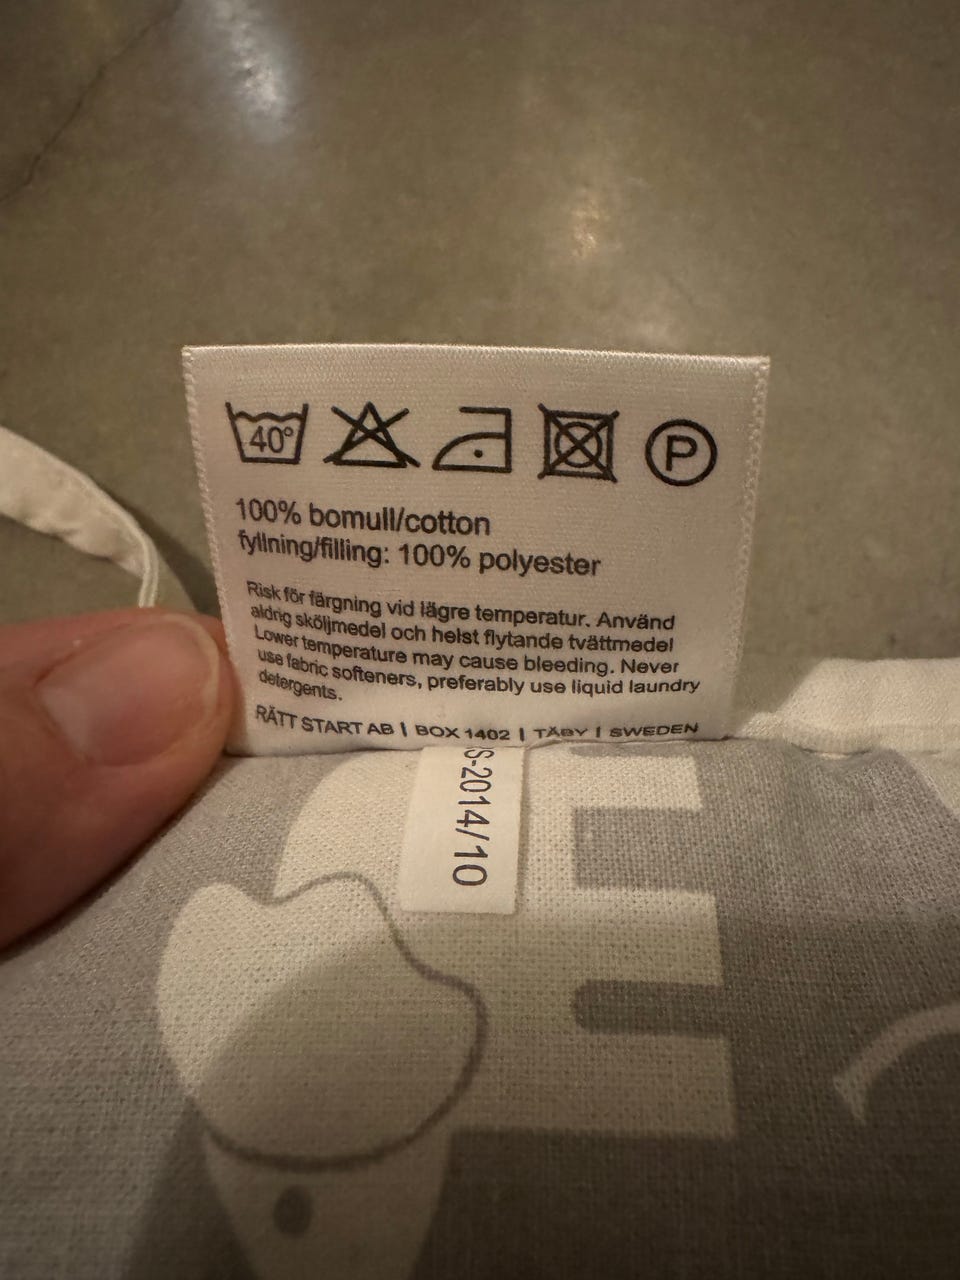 40°
P
100% bomull/cotton
fyllning/filling: 100% polyester
Risk för färgning vid lägre temperatur. Använd
aldrig sköljmedel och helst flytande tvättmedel
Lower temperature may cause bleeding. Never
use fabric softeners, preferably use liquid laundry
detergents.
RÄTT START AB | BOX 1402 | TÄBY | SWEDEN
S-2014/10
E